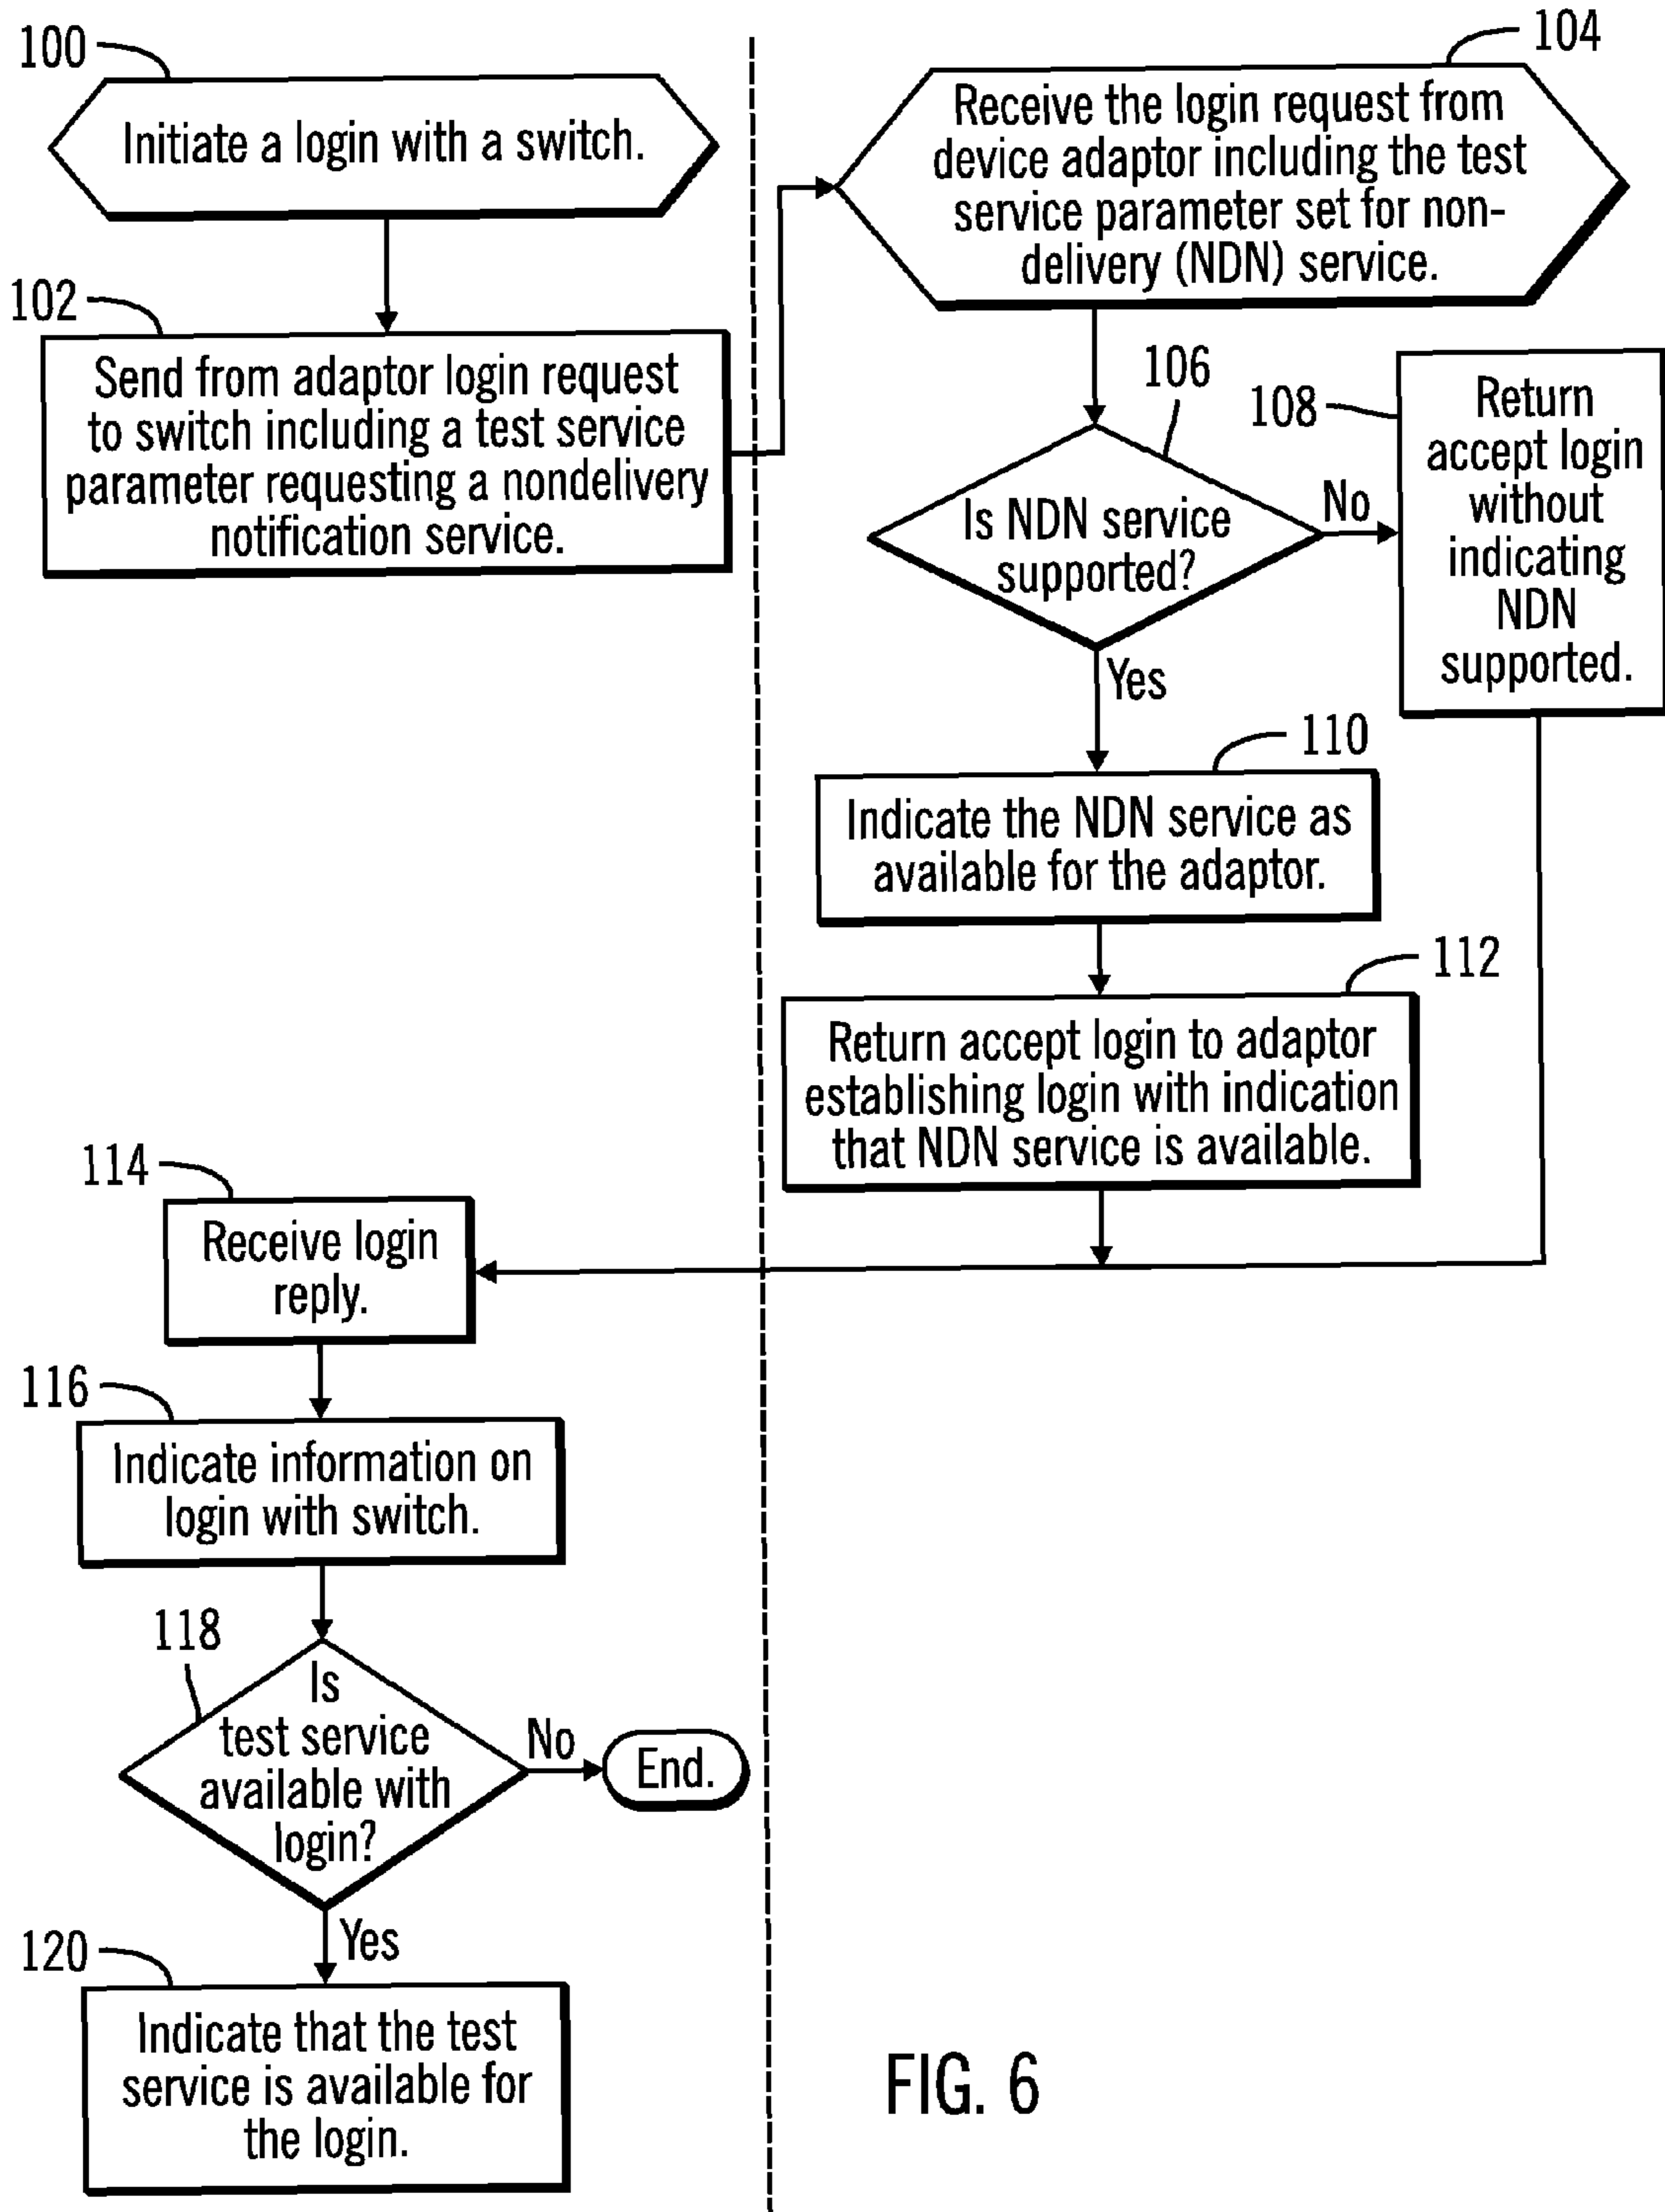 100
Initiate a login with a switch.
102
Send from adaptor login request
to switch including a test service
parameter requesting a nondelivery
notification service.
104
Receive the login request from
device adaptor including the test
service parameter set for non-
delivery (NDN) service.
106
Is NDN service
supported?
No
108
Return
accept login
without
indicating
NDN
supported.
Yes
110
Indicate the NDN service as
available for the adaptor.
112
Return accept login to adaptor
establishing login with indication
that NDN service is available.
114
Receive login
reply.
116
Indicate information on
login with switch.
118
Is
test service
available with
login?
No
End.
Yes
120
Indicate that the test
service is available for
the login.
FIG. 6